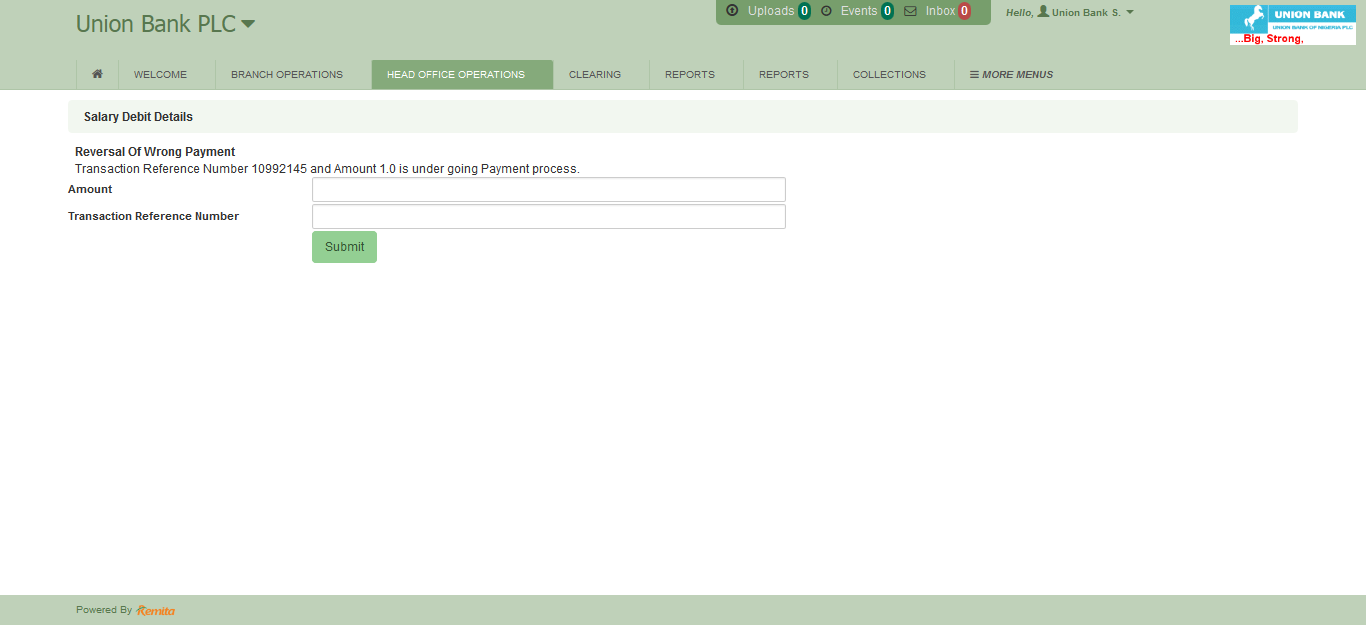 Union Bank PLC
Uploads 0 Events 0 Inbox 0
Hello, Union Bank S.
UNION BANK
UNION BANK OF NIGERIA PLC
...Big, Strong,
WELCOME
BRANCH OPERATIONS
HEAD OFFICE OPERATIONS
CLEARING
REPORTS
REPORTS
COLLECTIONS
MORE MENUS
Salary Debit Details
Reversal Of Wrong Payment
Transaction Reference Number 10992145 and Amount 1.0 is under going Payment process.
Amount
Transaction Reference Number
Submit
Powered By Remita